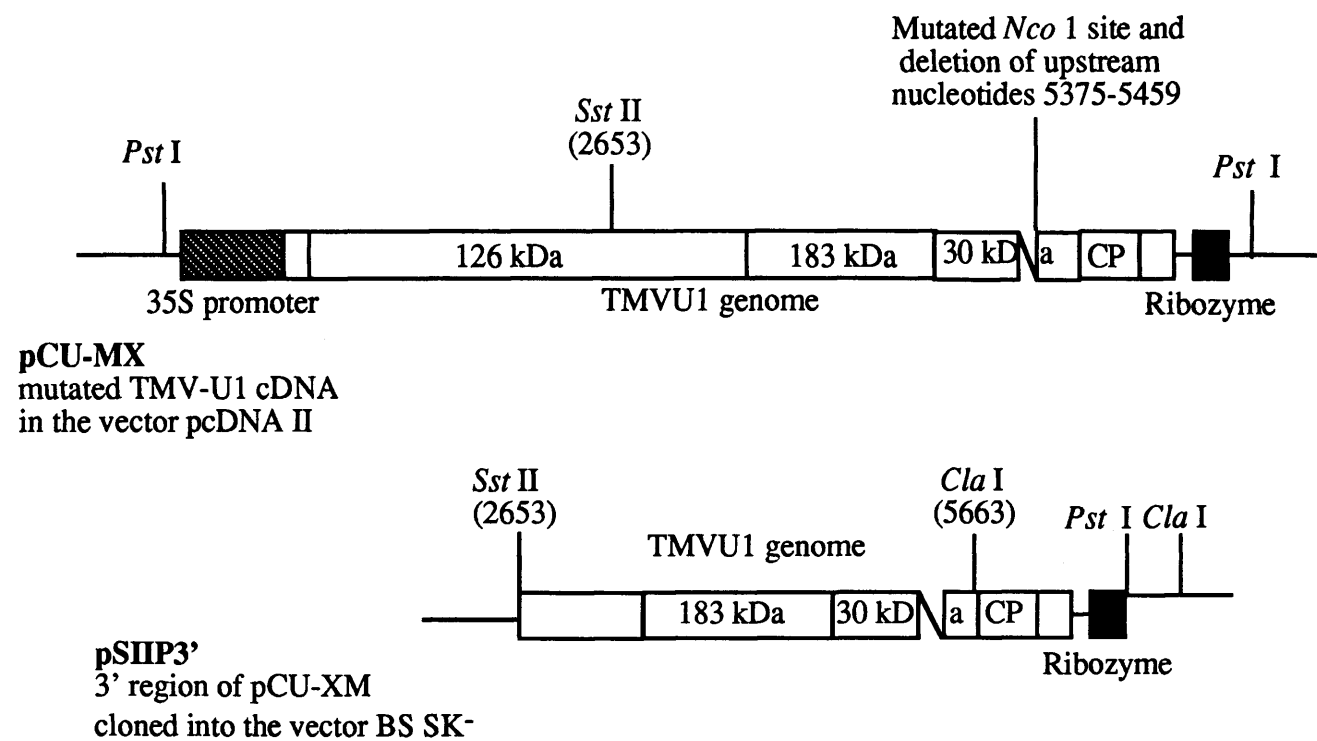 Mutated Nco 1 site and
deletion of upstream
nucleotides 5375-5459
Sst II
(2653)
Pst I
Pst I
126 kDa
183 kDa
30 kD
a
CP
35S promoter
TMVU1 genome
Ribozyme
pCU-MX
mutated TMV-U1 cDNA
in the vector pcDNA II
Sst II
(2653)
Cla I
(5663)
Pst I
Cla I
TMVU1 genome
183 kDa
30 kD
a
CP
Ribozyme
pSIIP3’
3’ region of pCU-XM
cloned into the vector BS SK-